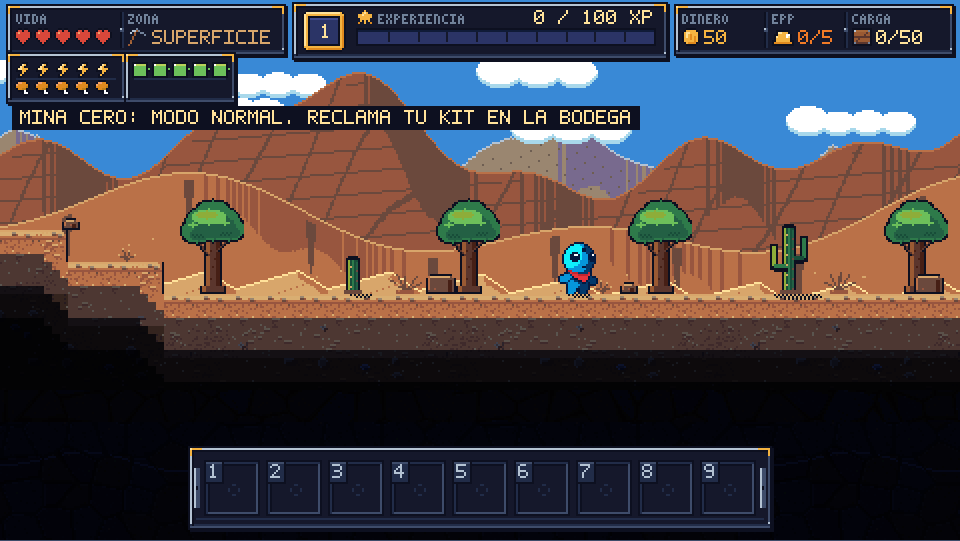 VIDA
ZONA
SUPERFICIE
1
EXPERIENCIA
0 / 100 XP
DINERO
50
EPP
0/5
CARGA
0/50
MINA CERO: MODO NORMAL. RECLAMA TU KIT EN LA BODEGA
1 2 3 4 5 6 7 8 9